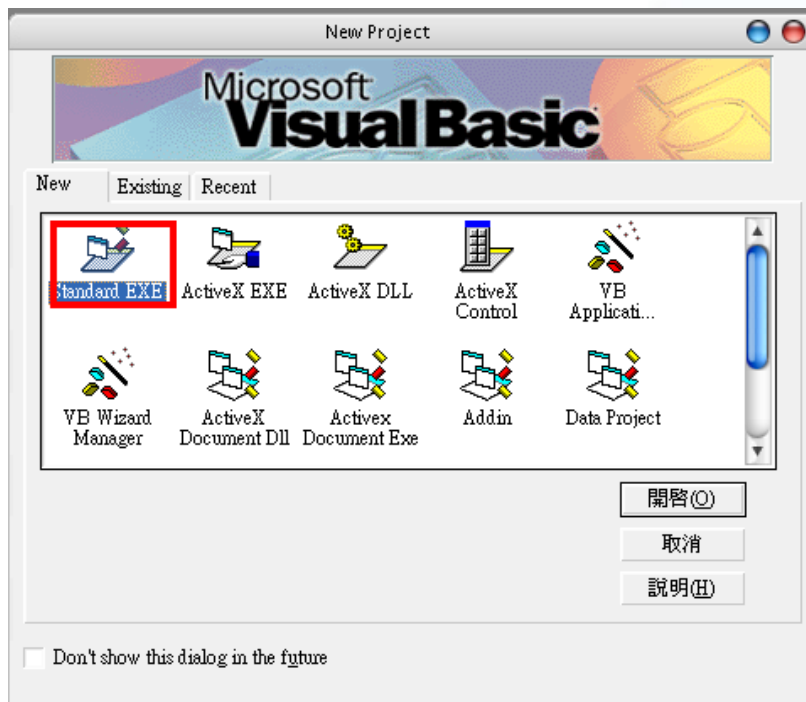 New Project
Microsoft
Visual Basic
New Existing Recent
Standard EXE ActiveX EXE ActiveX DLL ActiveX Control VB Applicati...
VB Wizard Manager ActiveX Document Dll Activex Document Exe Addin Data Project
開啓(O)
取消
說明(H)
Don't show this dialog in the future